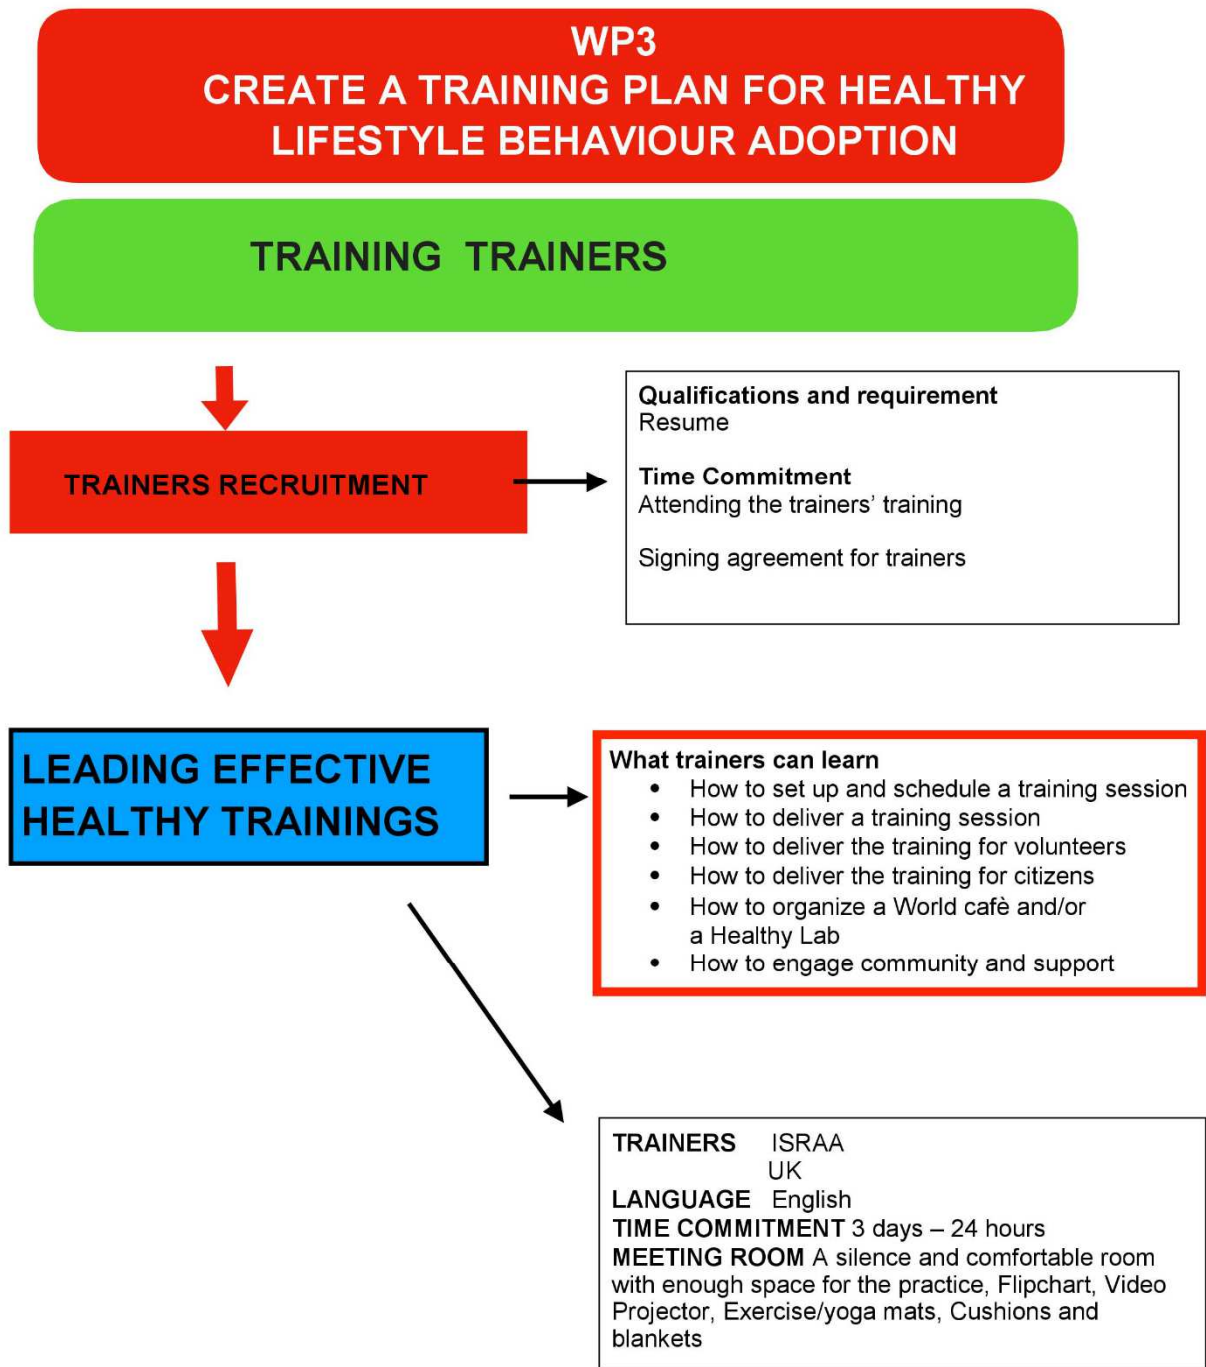 WP3
CREATE A TRAINING PLAN FOR HEALTHY
LIFESTYLE BEHAVIOUR ADOPTION
TRAINING TRAINERS
TRAINERS RECRUITMENT
Qualifications and requirement
Resume
Time Commitment
Attending the trainers’ training
Signing agreement for trainers
LEADING EFFECTIVE
HEALTHY TRAININGS
What trainers can learn
• How to set up and schedule a training session
• How to deliver a training session
• How to deliver the training for volunteers
• How to deliver the training for citizens
• How to organize a World cafè and/or
a Healthy Lab
• How to engage community and support
TRAINERS ISRAA
UK
LANGUAGE English
TIME COMMITMENT 3 days – 24 hours
MEETING ROOM A silence and comfortable room
with enough space for the practice, Flipchart, Video
Projector, Exercise/yoga mats, Cushions and
blankets